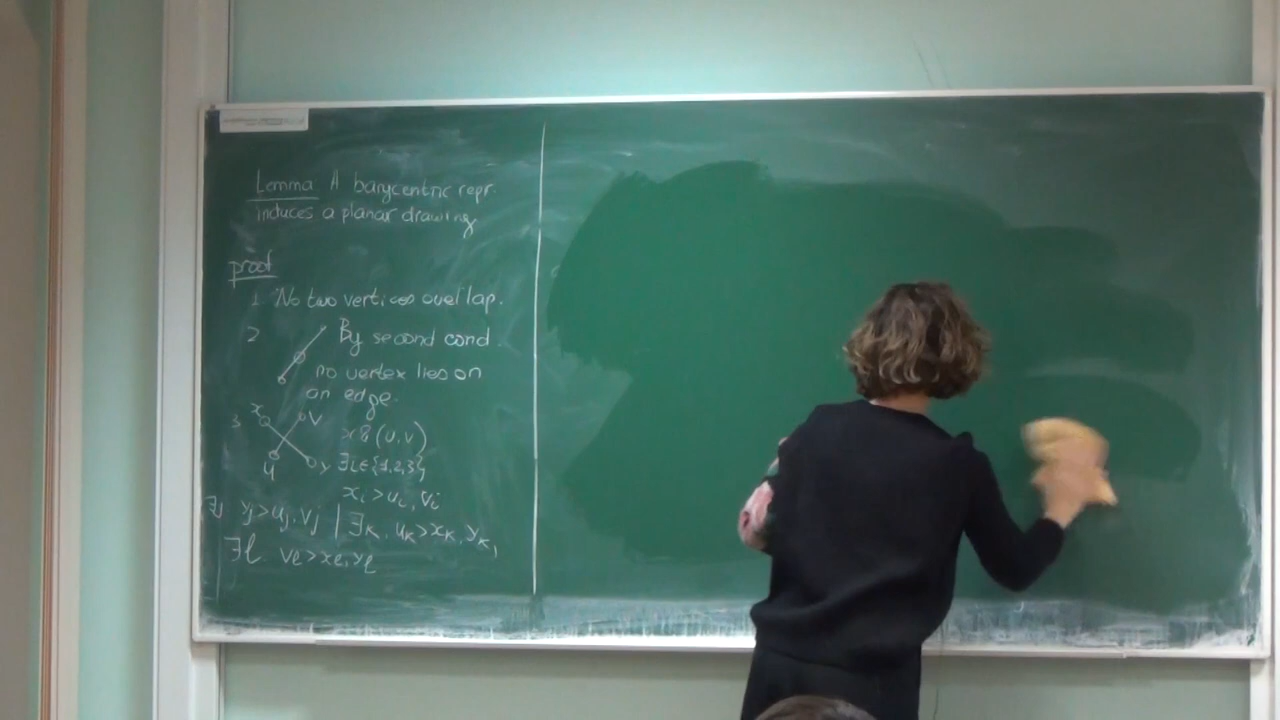 Lemma A barycentric repr.
induces a planar drawing
proof
1 No two vertices overlap.
2 By second cond.
no vertex lies on
an edge.
3 x v x & (u,v)
u y ∃i∈{1,2,3}
xᵢ > uᵢ, vᵢ
∃j yⱼ > uⱼ, vⱼ | ∃k, uₖ > xₖ, yₖ,
∃l. vₗ > xₗ, yₗ